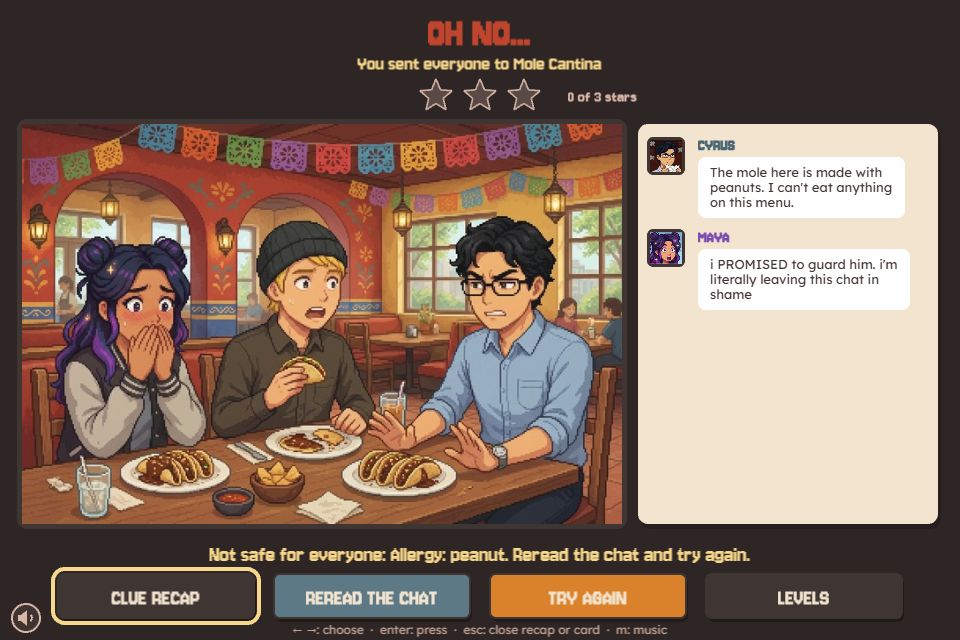 OH NO...
You sent everyone to Mole Cantina
0 of 3 stars
CYRUS
The mole here is made with
peanuts. I can't eat anything
on this menu.
MAYA
i PROMISED to guard him. i'm
literally leaving this chat in
shame
Not safe for everyone: Allergy: peanut. Reread the chat and try again.
CLUE RECAP
REREAD THE CHAT
TRY AGAIN
LEVELS
← →: choose · enter: press · esc: close recap or card · m: music